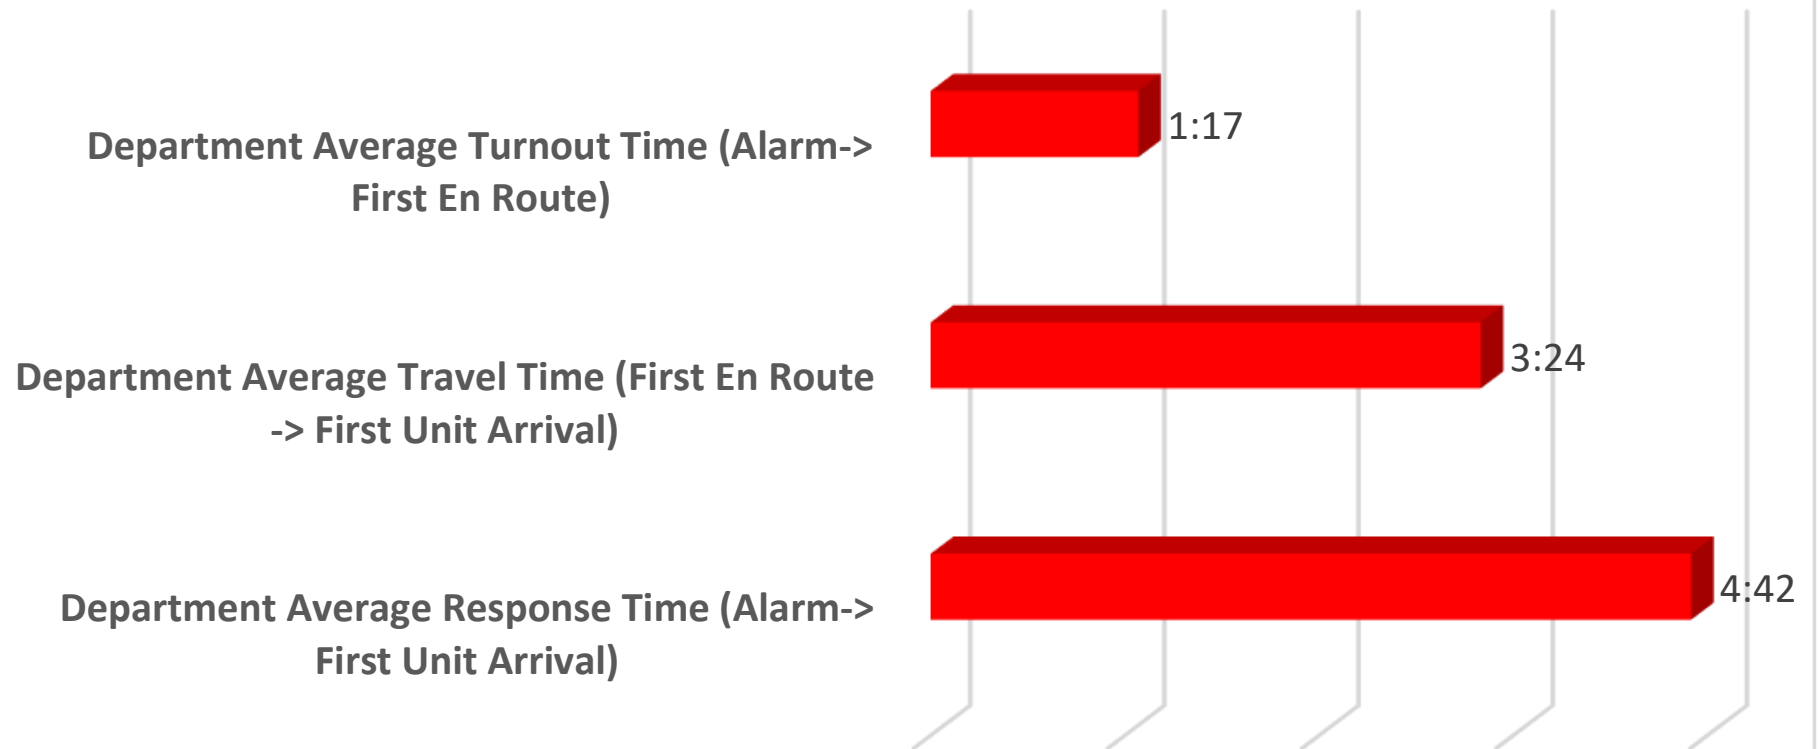 Department Average Turnout Time (Alarm->
First En Route)
1:17
Department Average Travel Time (First En Route
-> First Unit Arrival)
3:24
Department Average Response Time (Alarm->
First Unit Arrival)
4:42